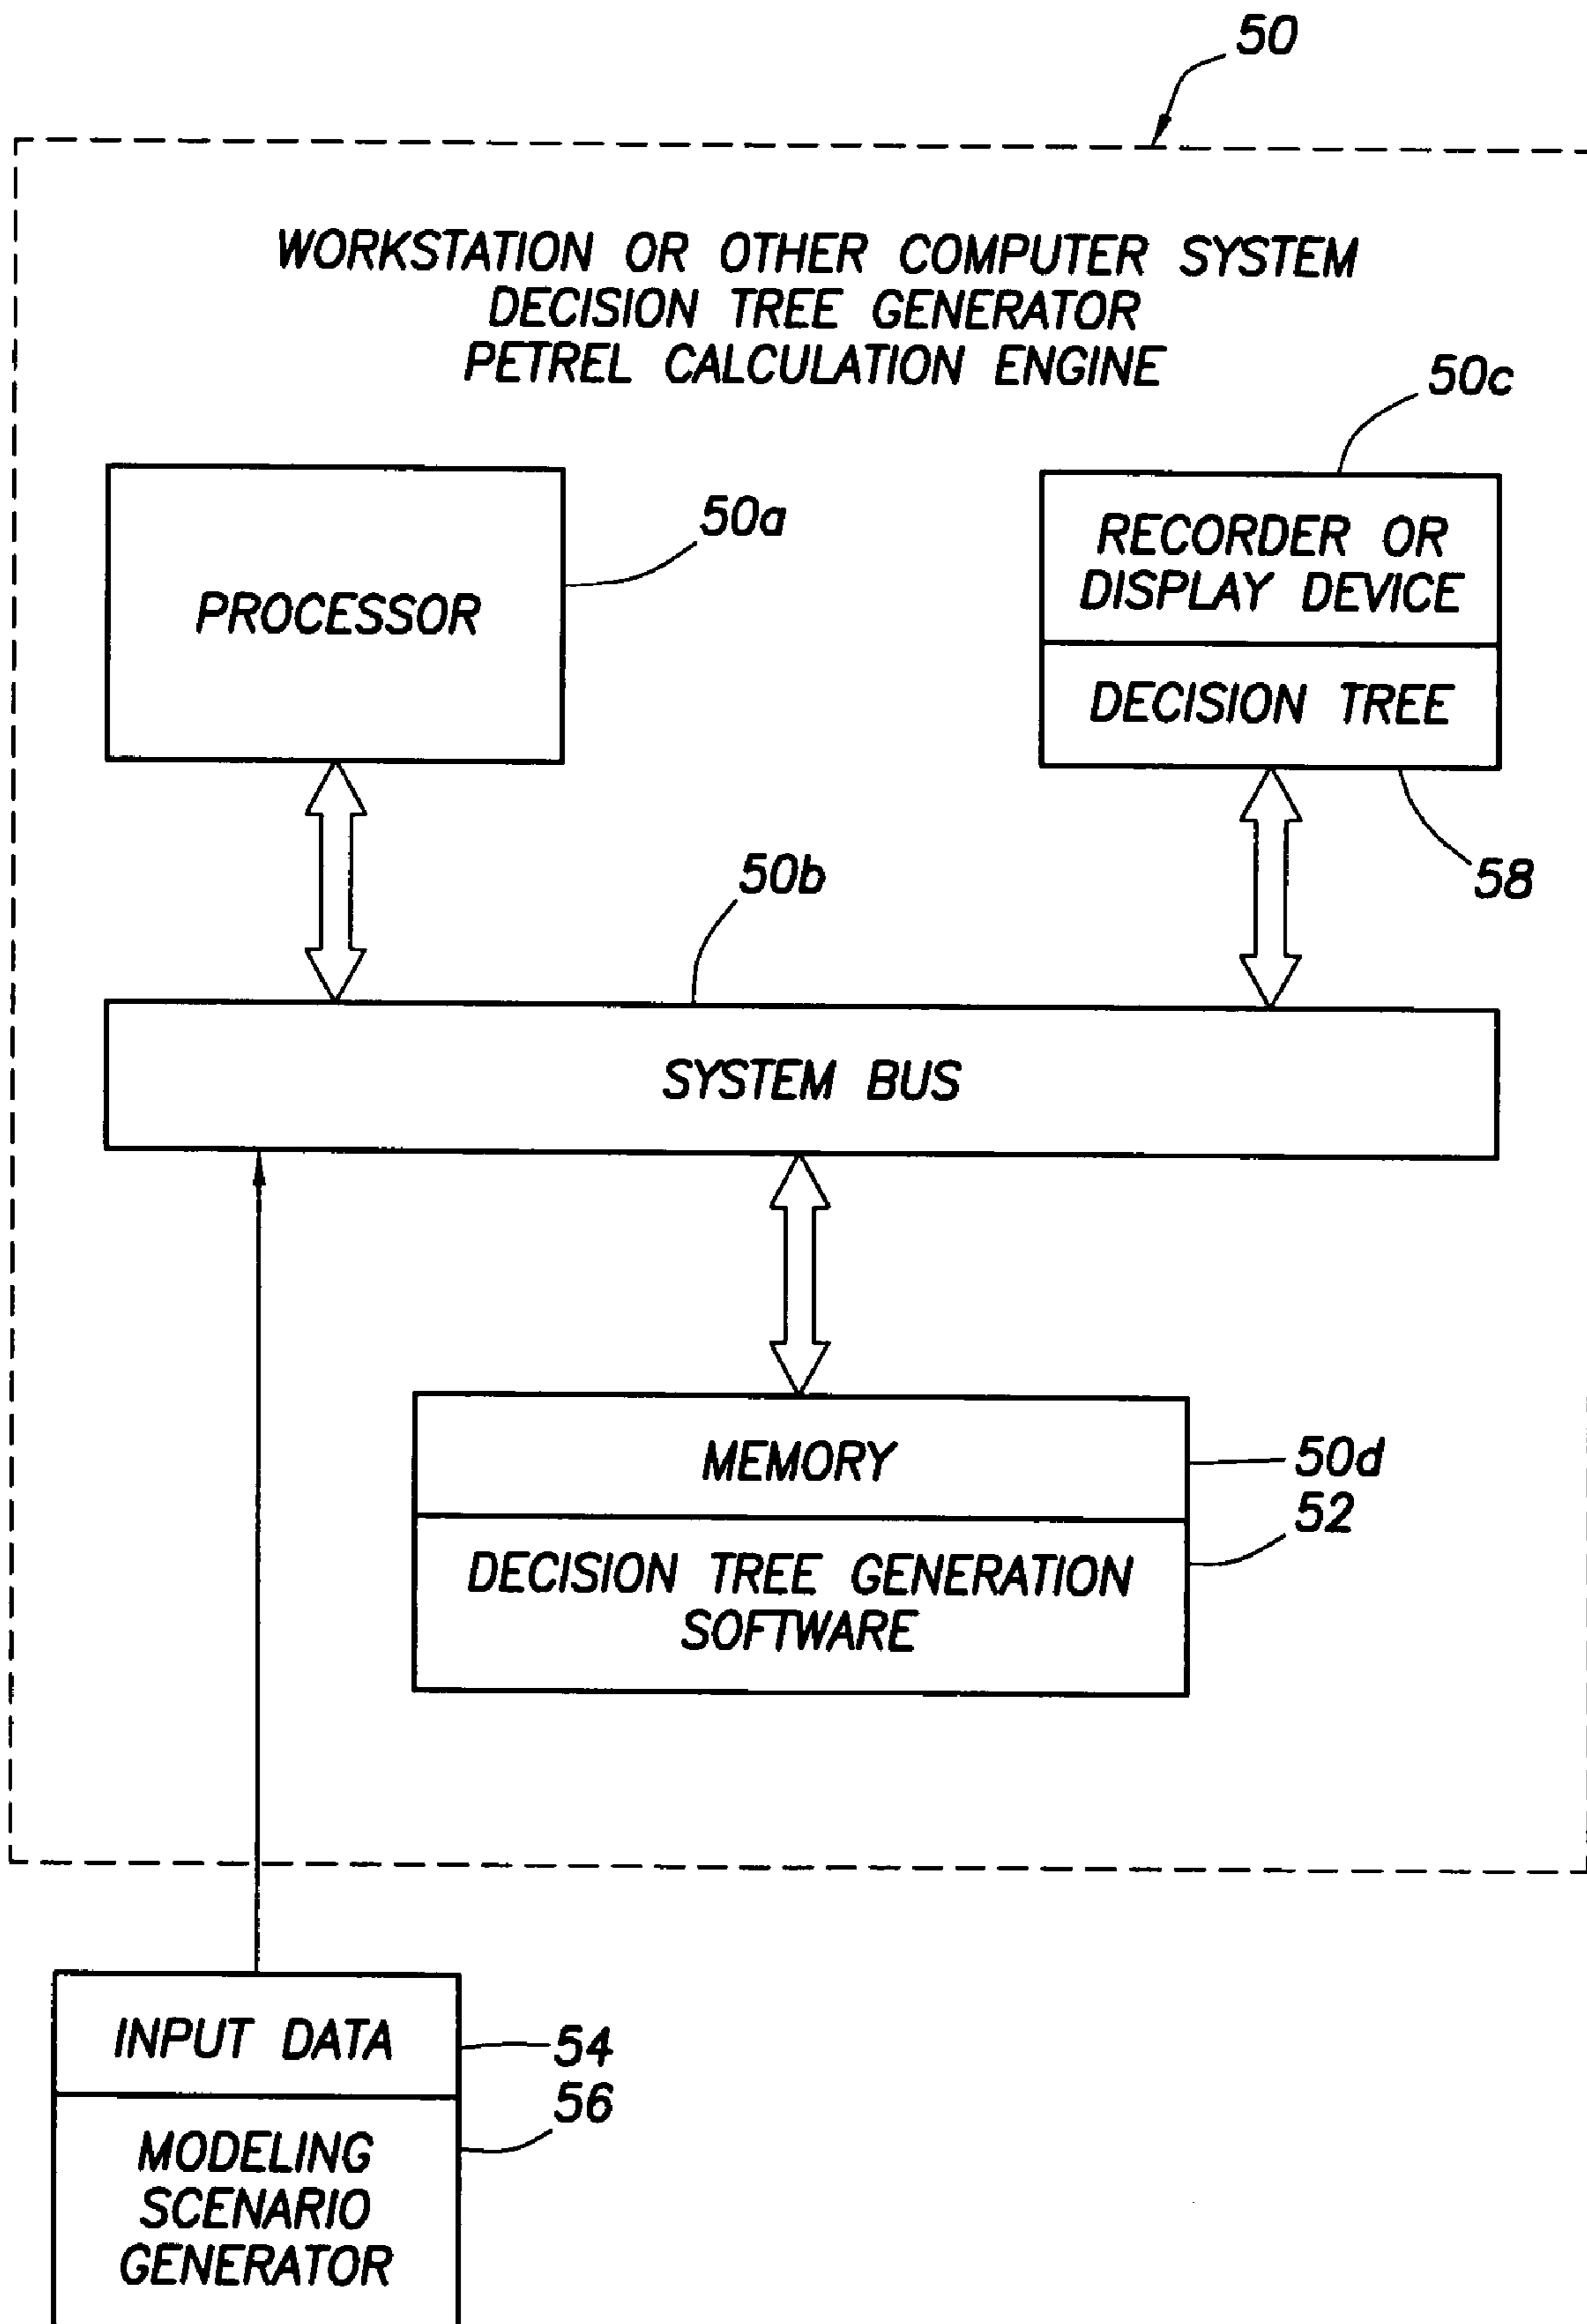 50
WORKSTATION OR OTHER COMPUTER SYSTEM
DECISION TREE GENERATOR
PETREL CALCULATION ENGINE
50c
50a
RECORDER OR
DISPLAY DEVICE
PROCESSOR
DECISION TREE
50b
58
SYSTEM BUS
MEMORY
50d
52
DECISION TREE GENERATION
SOFTWARE
INPUT DATA
54
56
MODELING
SCENARIO
GENERATOR